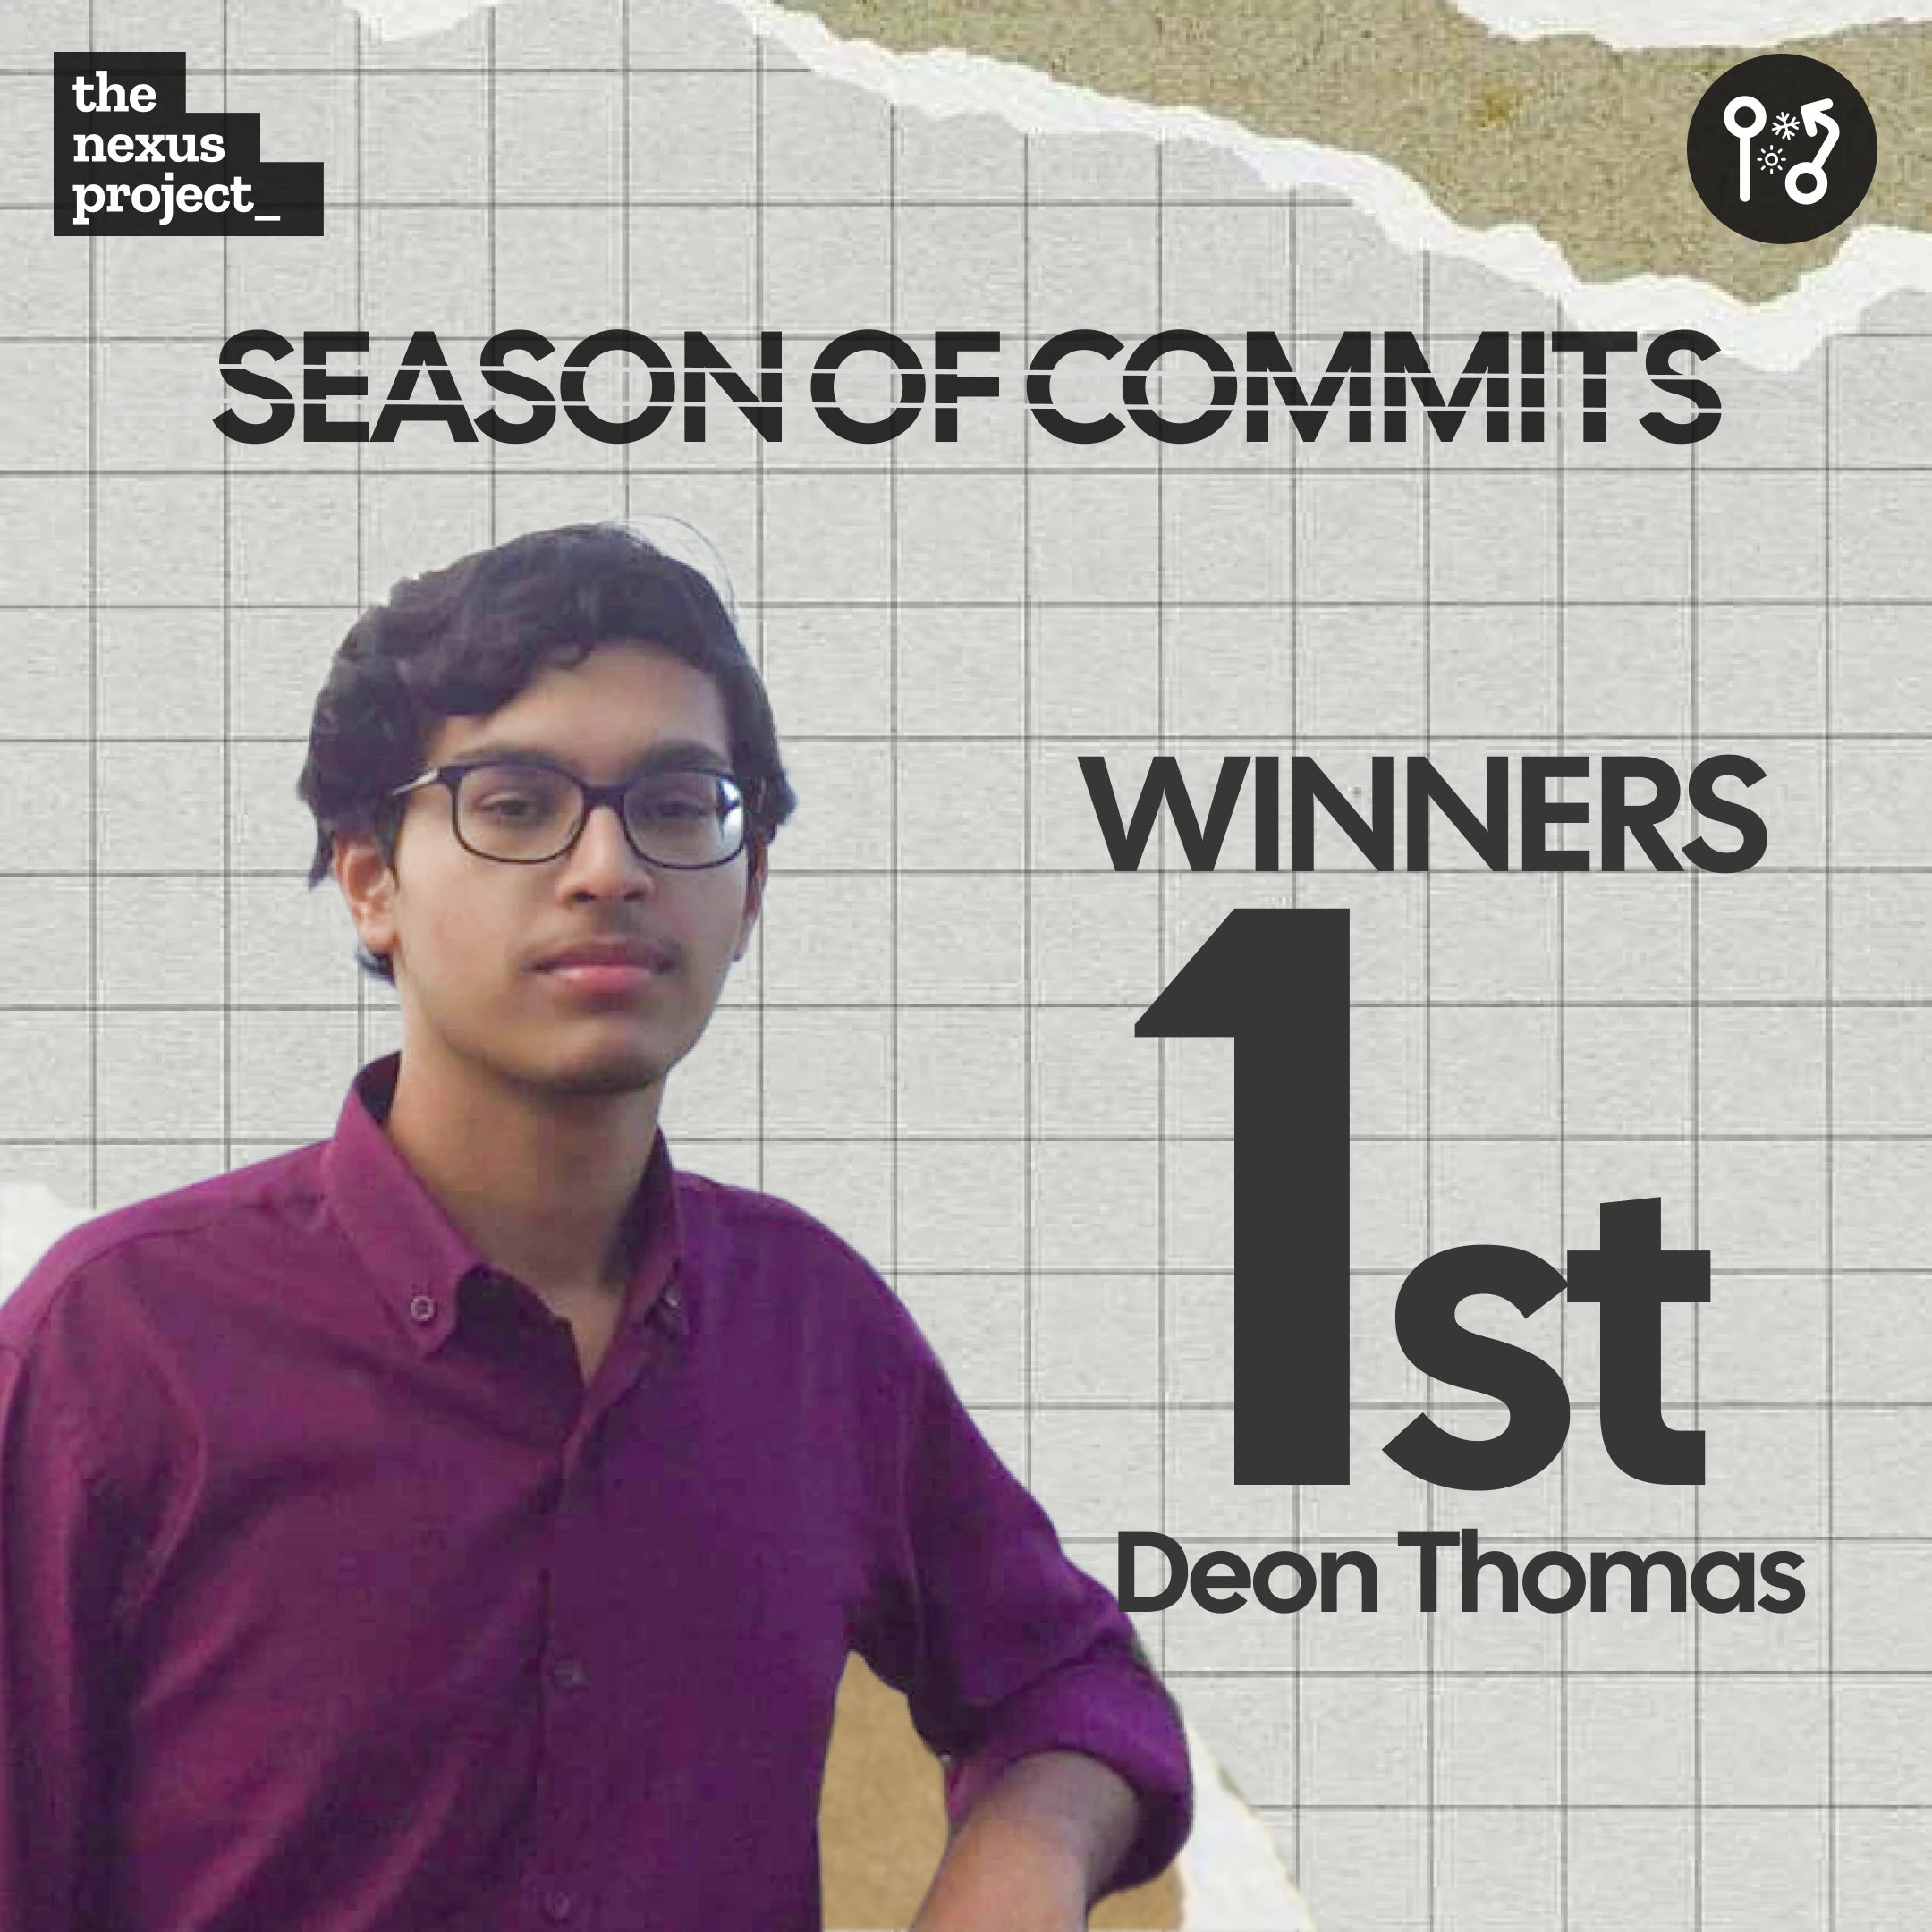 the
nexus
project_
SEASON OF COMMITS
WINNERS
1st
Deon Thomas